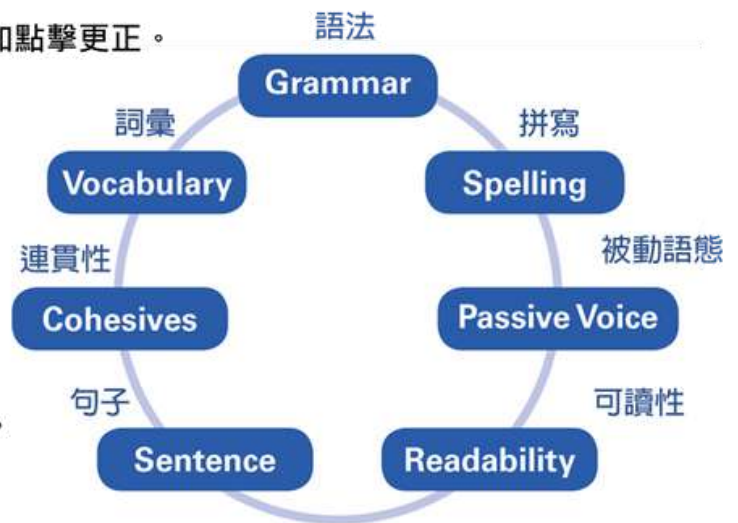 語法
如點擊更正。
Grammar
詞彙
拼寫
Vocabulary
Spelling
連貫性
被動語態
Cohesives
Passive Voice
句子
可讀性
Sentence
Readability